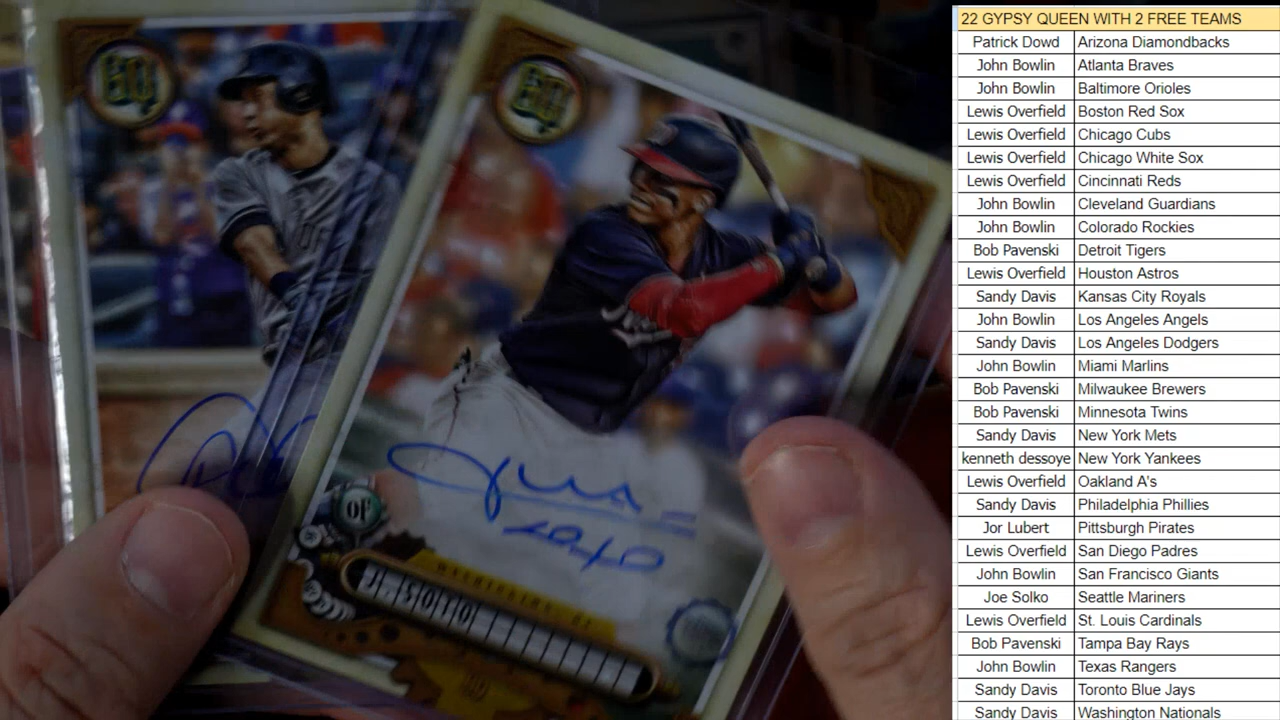 GQ
GQ
Juan
Soto
OF
J. SOTO
22 GYPSY QUEEN WITH 2 FREE TEAMS
Patrick Dowd Arizona Diamondbacks
John Bowlin Atlanta Braves
John Bowlin Baltimore Orioles
Lewis Overfield Boston Red Sox
Lewis Overfield Chicago Cubs
Lewis Overfield Chicago White Sox
Lewis Overfield Cincinnati Reds
John Bowlin Cleveland Guardians
John Bowlin Colorado Rockies
Bob Pavenski Detroit Tigers
Lewis Overfield Houston Astros
Sandy Davis Kansas City Royals
John Bowlin Los Angeles Angels
Sandy Davis Los Angeles Dodgers
John Bowlin Miami Marlins
Bob Pavenski Milwaukee Brewers
Bob Pavenski Minnesota Twins
Sandy Davis New York Mets
kenneth dessoye New York Yankees
Lewis Overfield Oakland A's
Sandy Davis Philadelphia Phillies
Jor Lubert Pittsburgh Pirates
Lewis Overfield San Diego Padres
John Bowlin San Francisco Giants
Joe Solko Seattle Mariners
Lewis Overfield St. Louis Cardinals
Bob Pavenski Tampa Bay Rays
John Bowlin Texas Rangers
Sandy Davis Toronto Blue Jays
Sandy Davis Washington Nationals